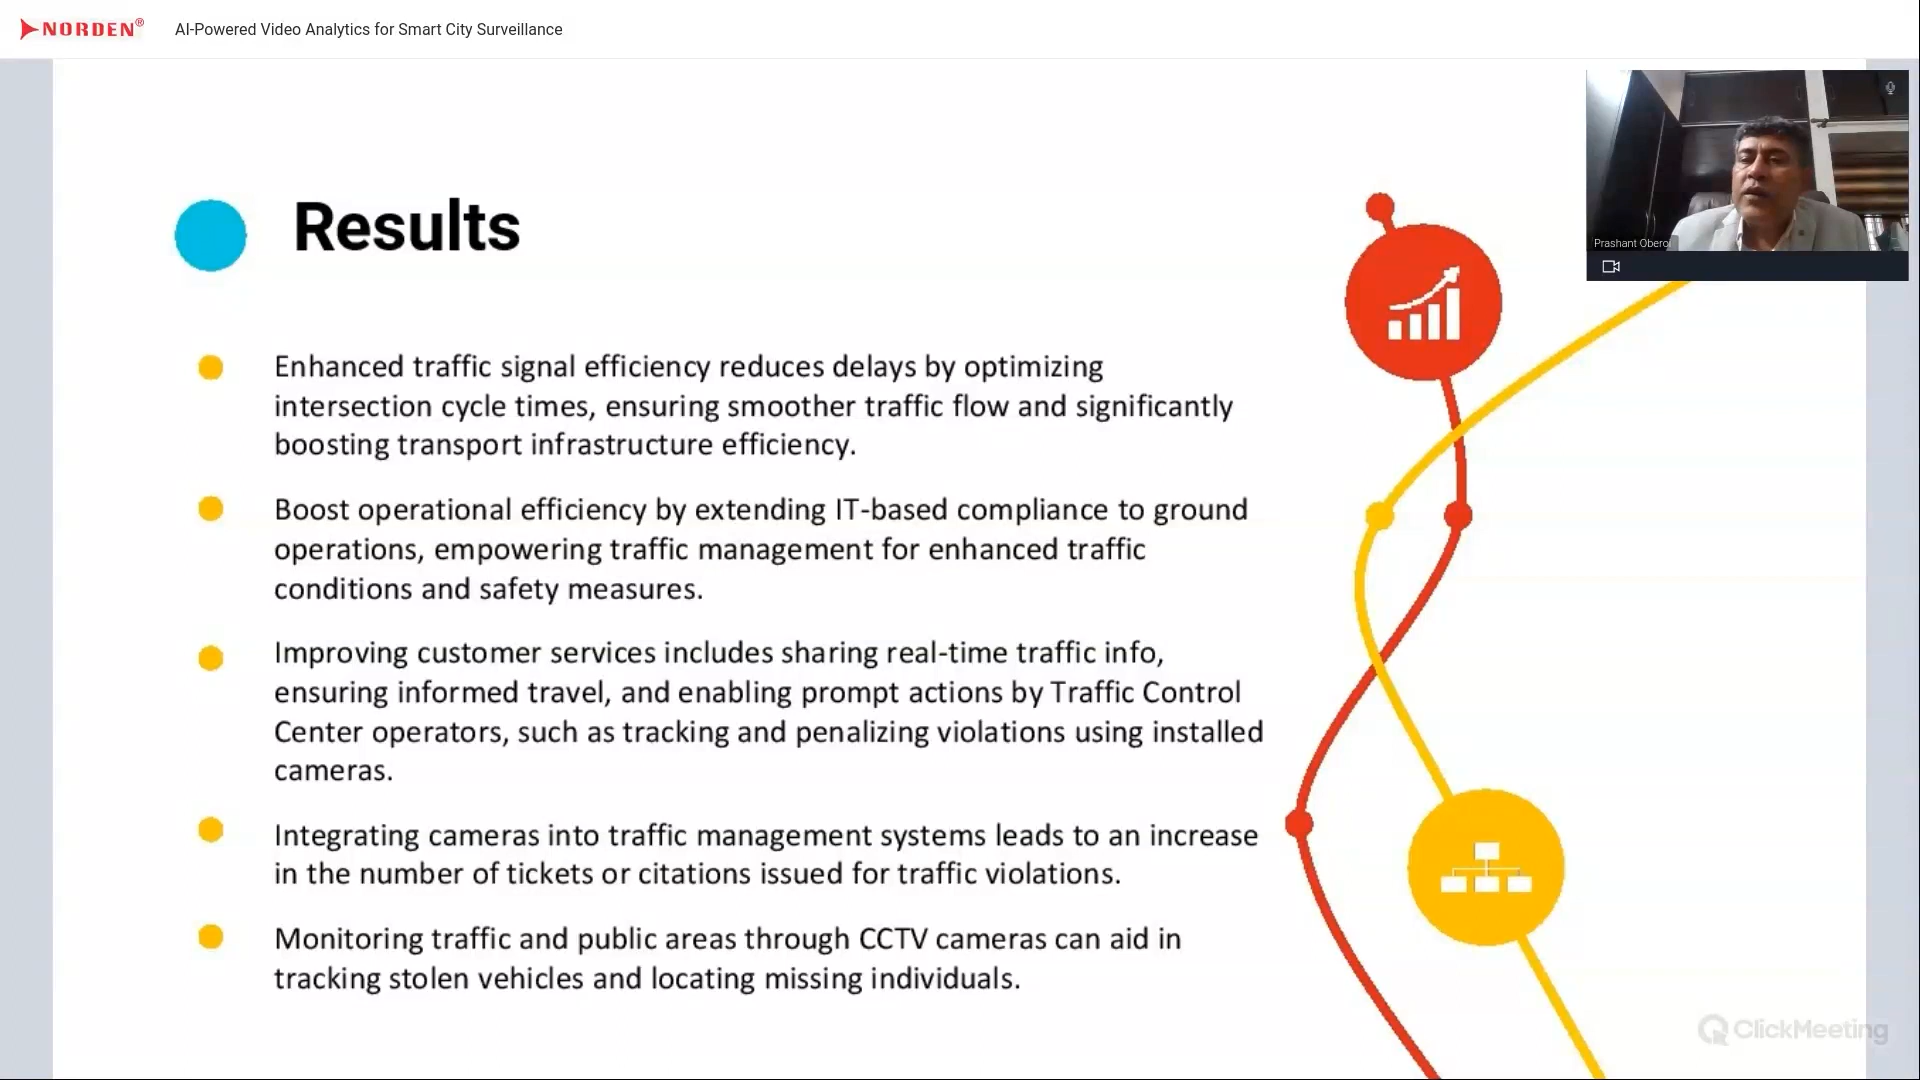 NORDEN®
AI-Powered Video Analytics for Smart City Surveillance
Results
Enhanced traffic signal efficiency reduces delays by optimizing
intersection cycle times, ensuring smoother traffic flow and significantly
boosting transport infrastructure efficiency.
Boost operational efficiency by extending IT-based compliance to ground
operations, empowering traffic management for enhanced traffic
conditions and safety measures.
Improving customer services includes sharing real-time traffic info,
ensuring informed travel, and enabling prompt actions by Traffic Control
Center operators, such as tracking and penalizing violations using installed
cameras.
Integrating cameras into traffic management systems leads to an increase
in the number of tickets or citations issued for traffic violations.
Monitoring traffic and public areas through CCTV cameras can aid in
tracking stolen vehicles and locating missing individuals.
Prashant Oberoi
ClickMeeting